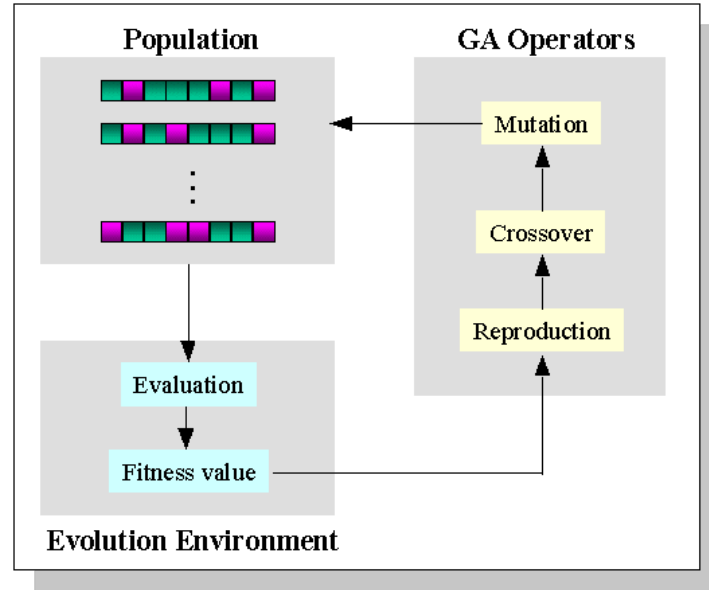 Population
GA Operators
Mutation
Crossover
Reproduction
Evaluation
Fitness value
Evolution Environment